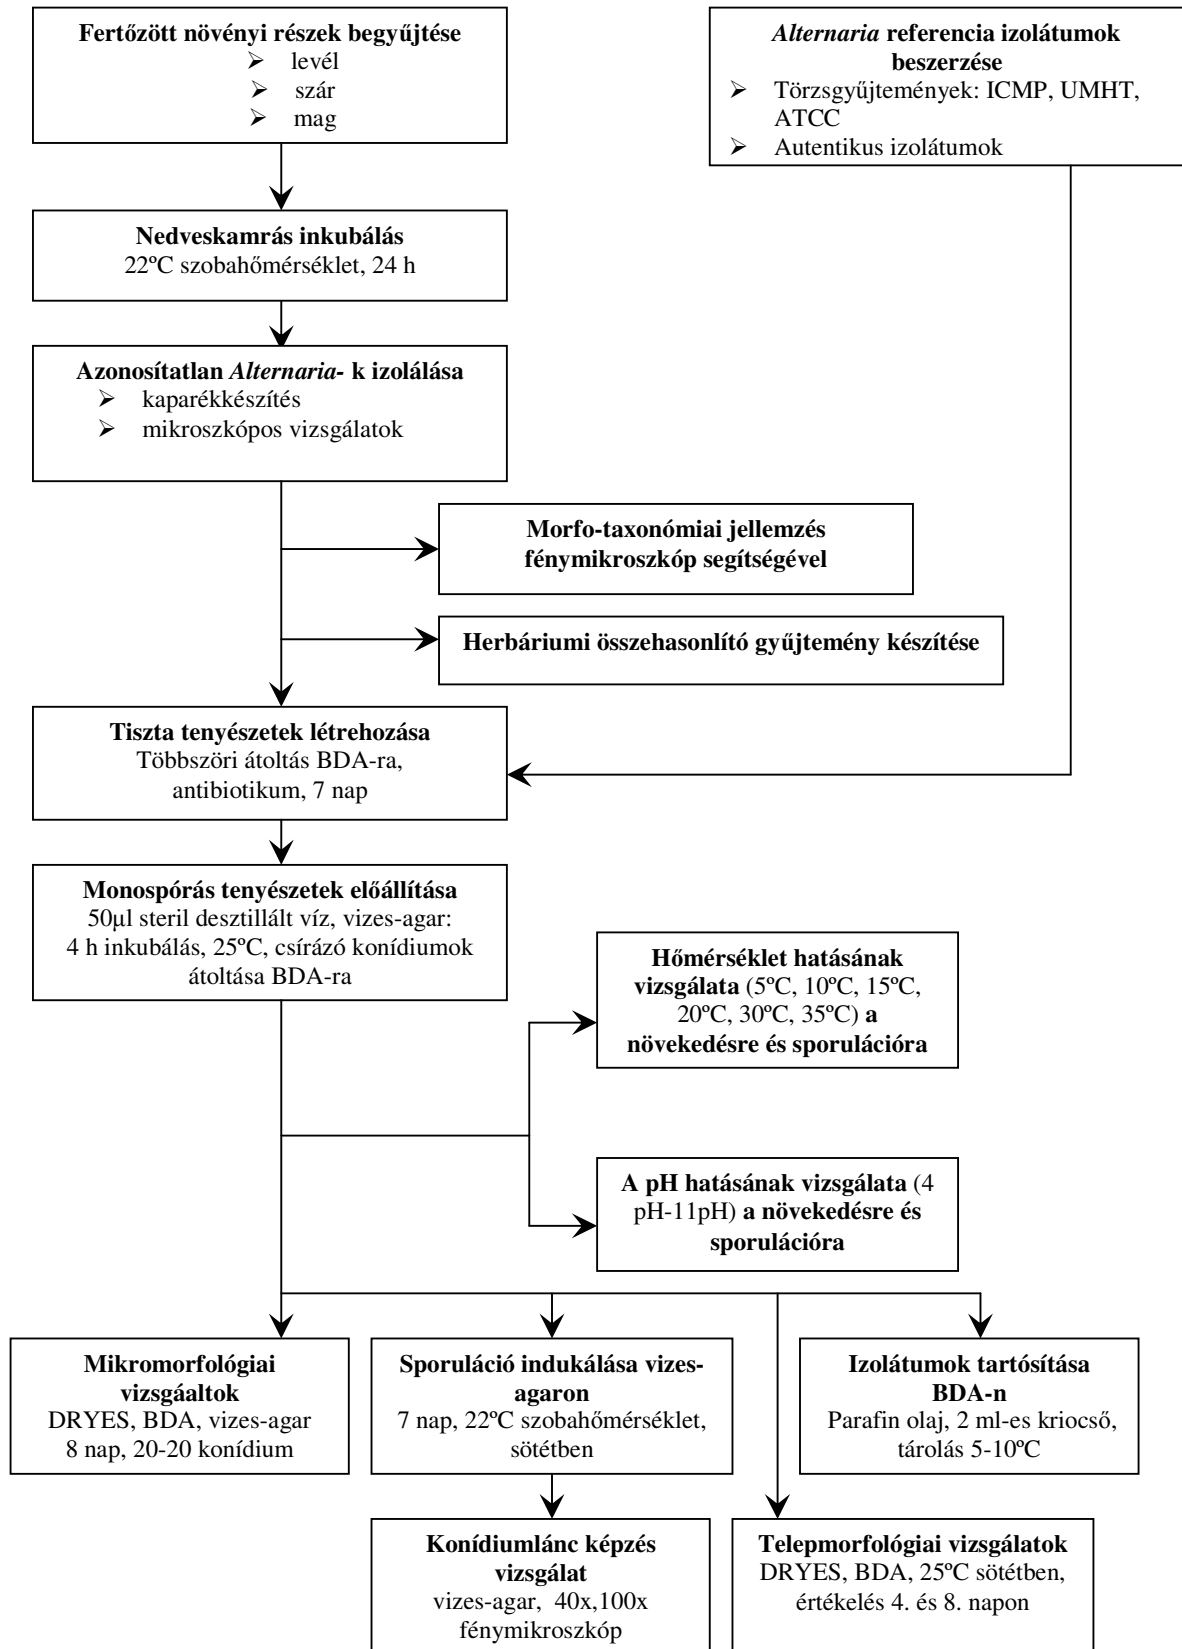 Fertőzött növényi részek begyűjtése
➢ levél
➢ szár
➢ mag
Alternaria referencia izolátumok
beszerzése
➢ Törzsgyűjtemények: ICMP, UMHT,
ATCC
➢ Autentikus izolátumok
Nedveskamrás inkubálás
22ºC szobahőmérséklet, 24 h
Azonosítatlan Alternaria- k izolálása
➢ kaparékkészítés
➢ mikroszkópos vizsgálatok
Morfo-taxonómiai jellemzés
fénymikroszkóp segítségével
Herbáriumi összehasonlító gyűjtemény készítése
Tiszta tenyészetek létrehozása
Többszöri átoltás BDA-ra,
antibiotikum, 7 nap
Monospórás tenyészetek előállítása
50µl steril desztillált víz, vizes-agar:
4 h inkubálás, 25ºC, csírázó konídiumok
átoltása BDA-ra
Hőmérséklet hatásának
vizsgálata (5ºC, 10ºC, 15ºC,
20ºC, 30ºC, 35ºC) a
növekedésre és sporulációra
A pH hatásának vizsgálata (4
pH-11pH) a növekedésre és
sporulációra
Mikromorfológiai
vizsgáaltok
DRYES, BDA, vizes-agar
8 nap, 20-20 konídium
Sporuláció indukálása vizes-
agaron
7 nap, 22ºC szobahőmérséklet,
sötétben
Izolátumok tartósítása
BDA-n
Parafin olaj, 2 ml-es kriocső,
tárolás 5-10ºC
Konídiumlánc képzés
vizsgálat
vizes-agar, 40x,100x
fénymikroszkóp
Telepmorfológiai vizsgálatok
DRYES, BDA, 25ºC sötétben,
értékelés 4. és 8. napon